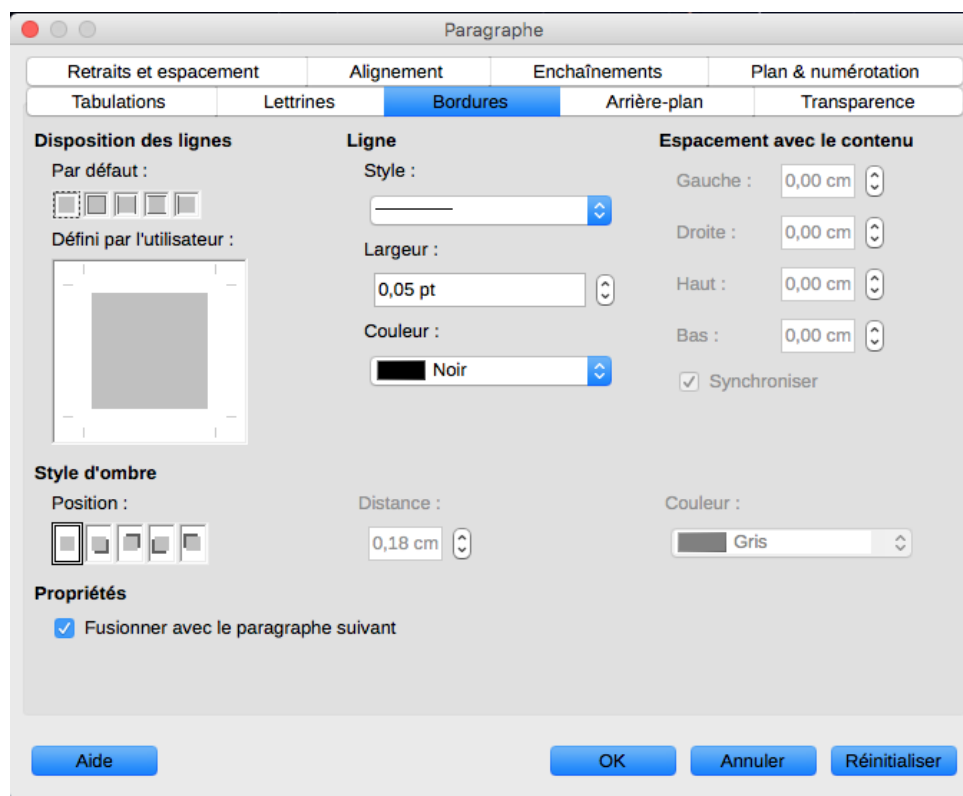 Paragraphe
Retraits et espacement Alignement Enchaînements Plan & numérotation
Tabulations Lettrines Bordures Arrière-plan Transparence
Disposition des lignes Ligne Espacement avec le contenu
Par défaut : Style : Gauche : 0,00 cm
Défini par l'utilisateur : Largeur : Droite : 0,00 cm
0,05 pt Haut : 0,00 cm
Couleur : Bas : 0,00 cm
Noir Synchroniser
Style d'ombre
Position : Distance : Couleur :
0,18 cm Gris
Propriétés
Fusionner avec le paragraphe suivant
Aide OK Annuler Réinitialiser